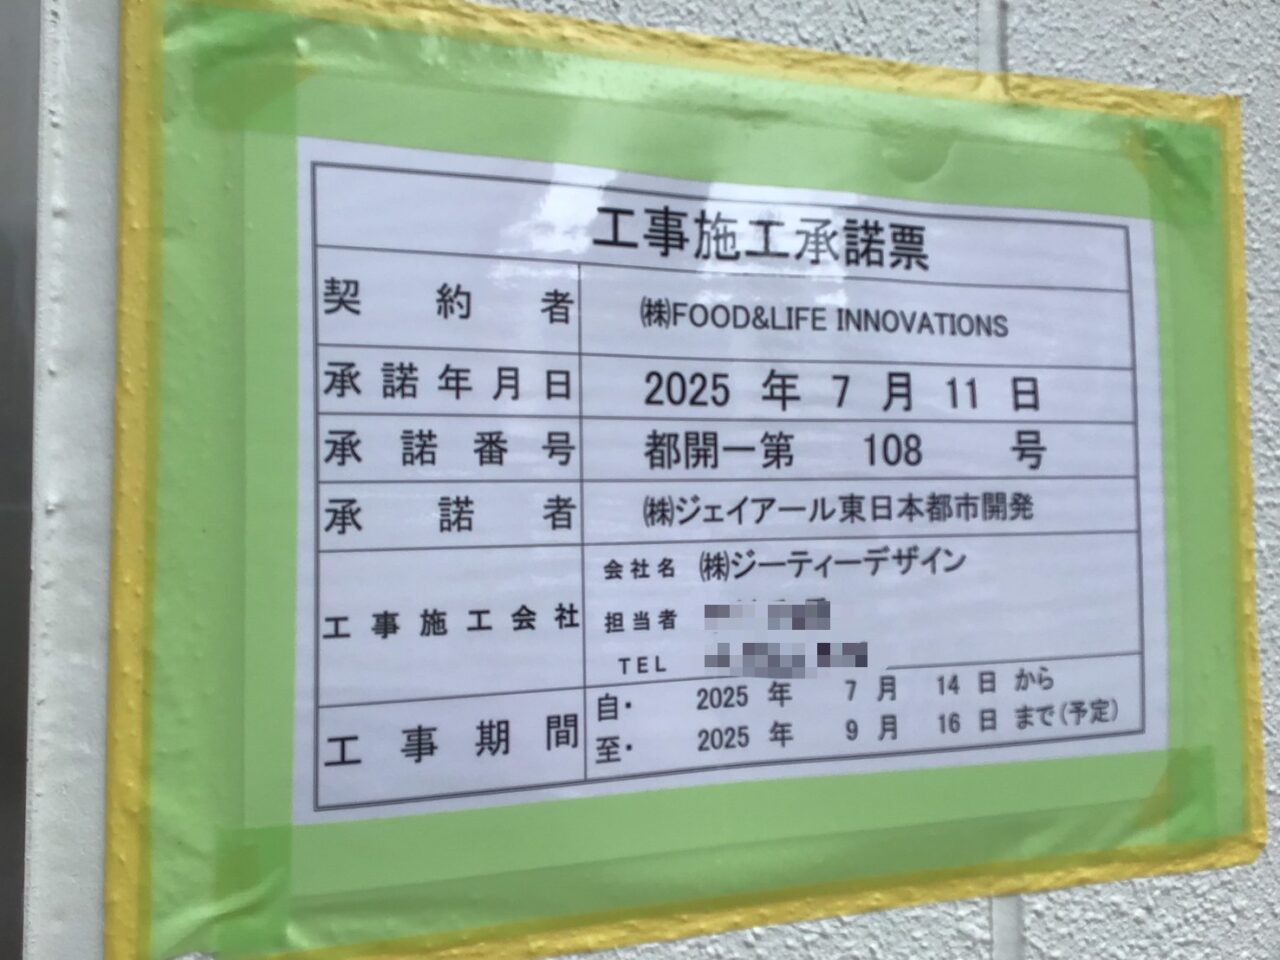 工事施工承諾票
契約者 ㈱FOOD&LIFE INNOVATIONS
承諾年月日 2025 年 7 月 11 日
承諾番号 都開一第 108 号
承諾者 ㈱ジェイアール東日本都市開発
工事施工会社
会社名 ㈱ジーティーデザイン
担当者
TEL
工事期間
自・ 2025 年 7 月 14 日 から
至・ 2025 年 9 月 16 日 まで(予定)